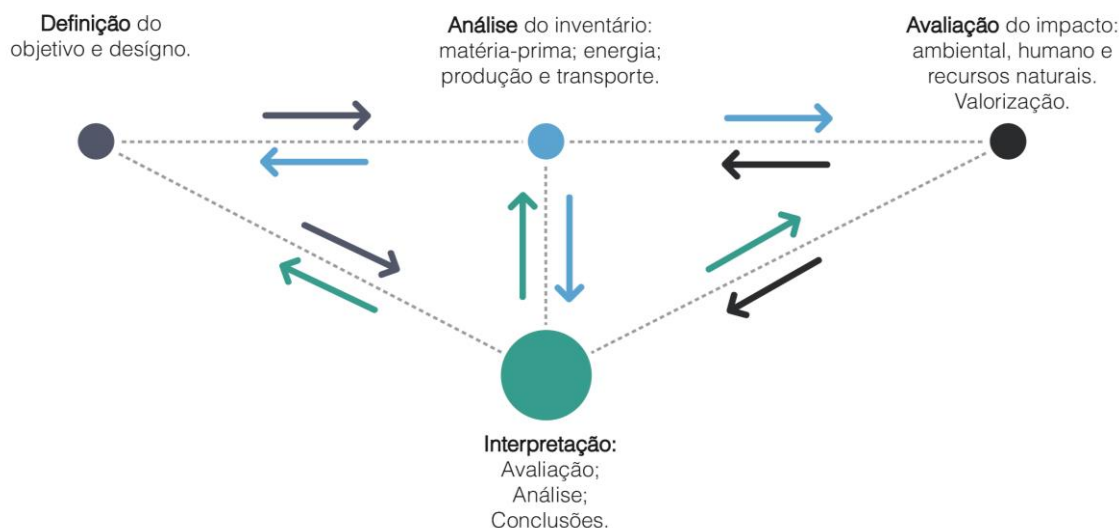 Definição do
objetivo e desígno.
Análise do inventário:
matéria-prima; energia;
produção e transporte.
Avaliação do impacto:
ambiental, humano e
recursos naturais.
Valorização.
Interpretação:
Avaliação;
Análise;
Conclusões.